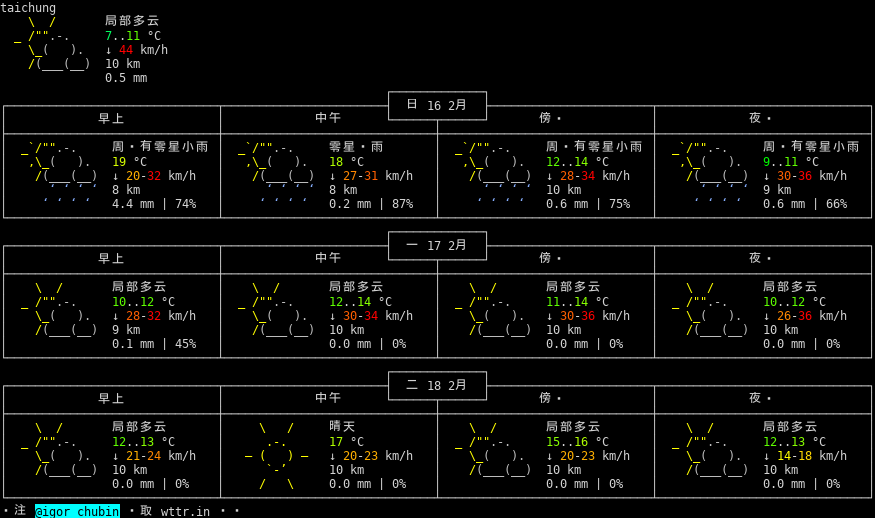 taichung
局部多云
7..11 °C
↓ 44 km/h
10 km
0.5 mm
日 16 2月
早上 中午 傍· 夜·
周·有零星小雨 零星·雨 周·有零星小雨 周·有零星小雨
19 °C 18 °C 12..14 °C 9..11 °C
↓ 20-32 km/h ↓ 27-31 km/h ↓ 28-34 km/h ↓ 30-36 km/h
8 km 8 km 10 km 9 km
4.4 mm | 74% 0.2 mm | 87% 0.6 mm | 75% 0.6 mm | 66%
一 17 2月
早上 中午 傍· 夜·
局部多云 局部多云 局部多云 局部多云
10..12 °C 12..14 °C 11..14 °C 10..12 °C
↓ 28-32 km/h ↓ 30-34 km/h ↓ 30-36 km/h ↓ 26-36 km/h
9 km 10 km 10 km 10 km
0.1 mm | 45% 0.0 mm | 0% 0.0 mm | 0% 0.0 mm | 0%
二 18 2月
早上 中午 傍· 夜·
局部多云 晴天 局部多云 局部多云
12..13 °C 17 °C 15..16 °C 12..13 °C
↓ 21-24 km/h ↓ 20-23 km/h ↓ 20-23 km/h ↓ 14-18 km/h
10 km 10 km 10 km 10 km
0.0 mm | 0% 0.0 mm | 0% 0.0 mm | 0% 0.0 mm | 0%
·注 @igor_chubin ·取 wttr.in ··